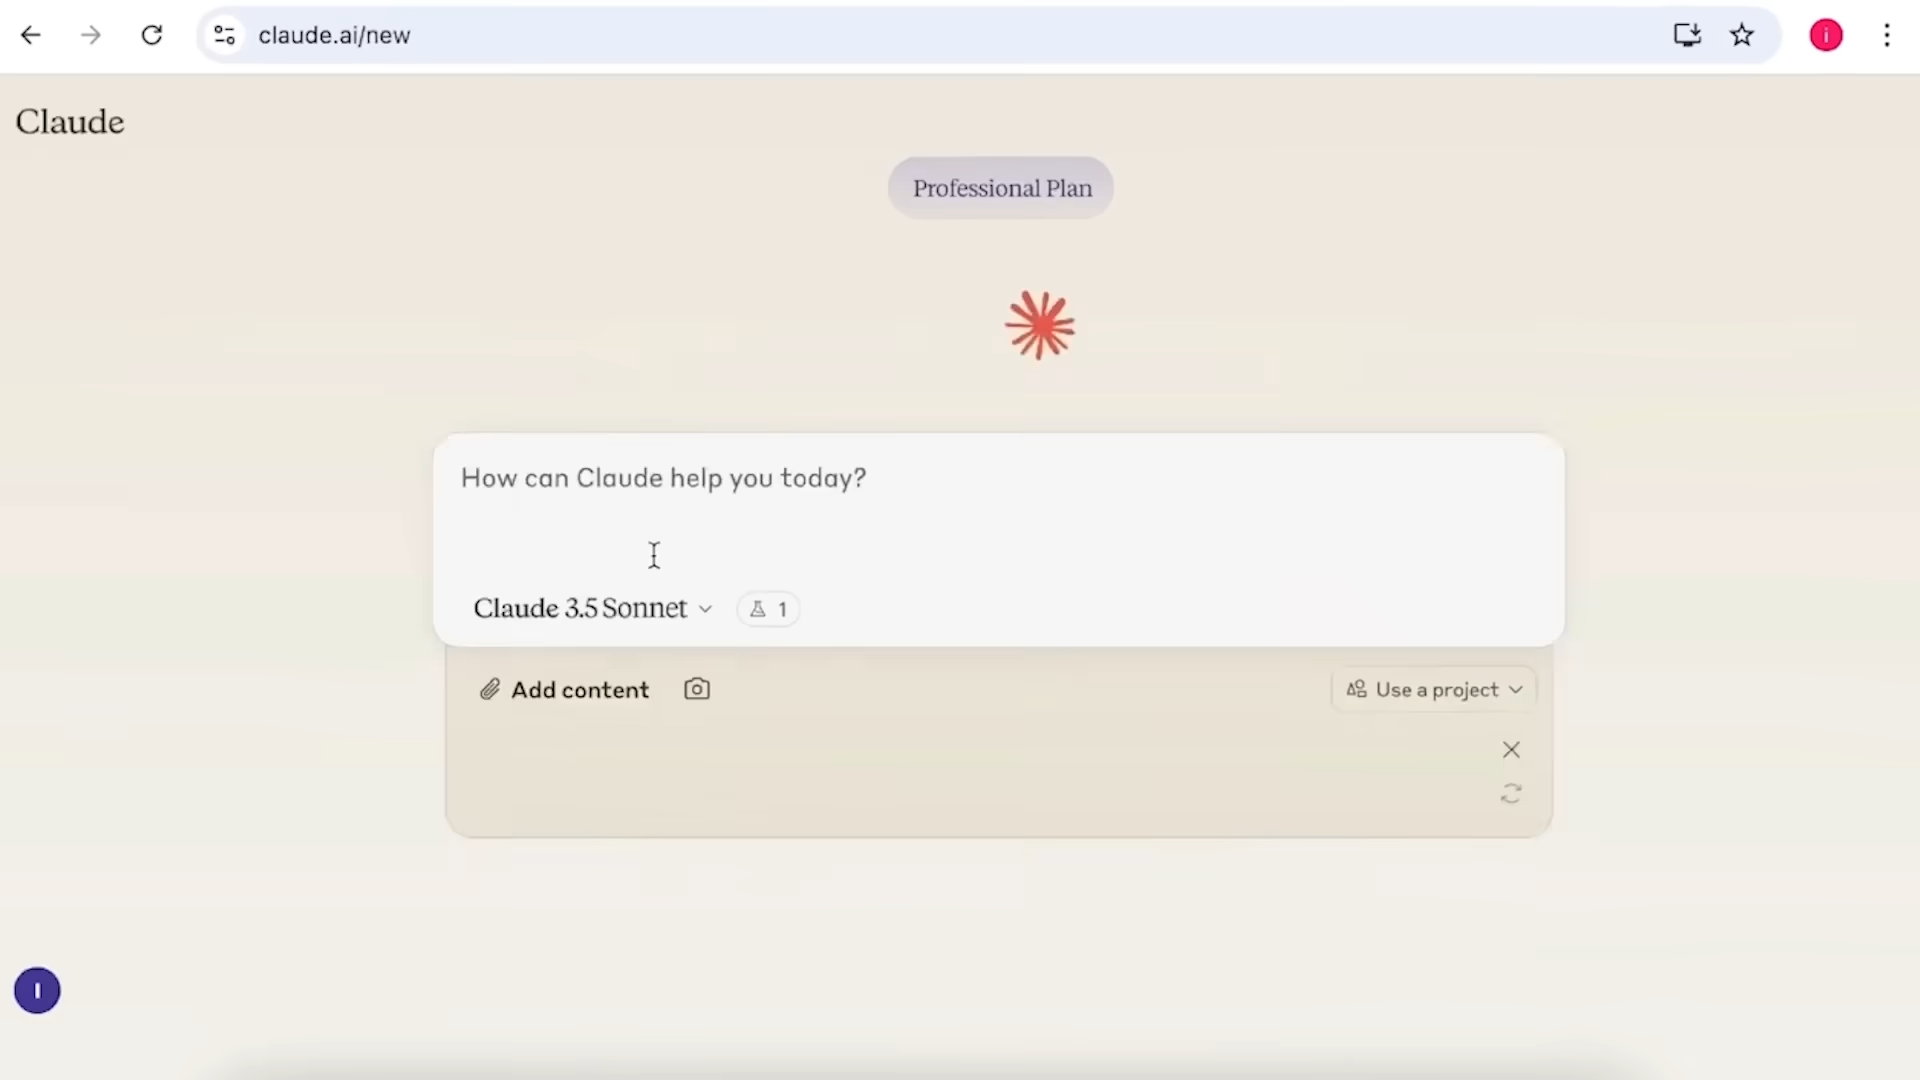 claude.ai/new
i
Claude
Professional Plan
How can Claude help you today?
Claude 3.5 Sonnet
1
Add content
Use a project
I